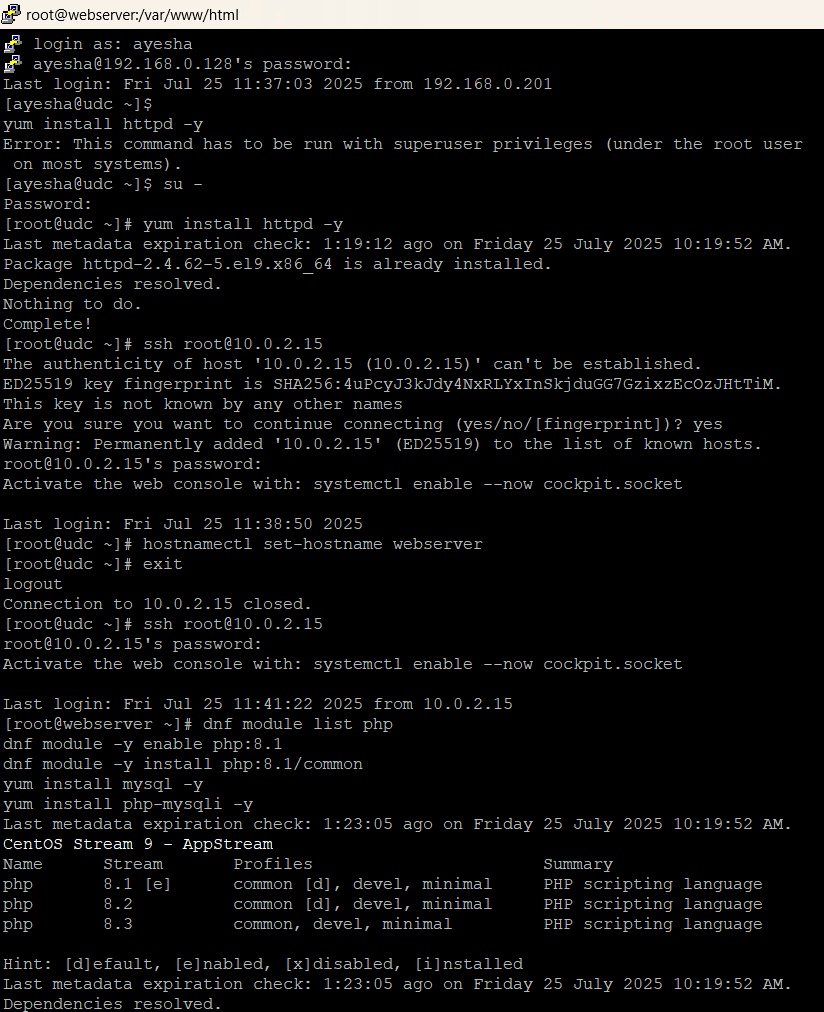 root@webserver:/var/www/html
login as: ayesha
ayesha@192.168.0.128's password:
Last login: Fri Jul 25 11:37:03 2025 from 192.168.0.201
[ayesha@udc ~]$
yum install httpd -y
Error: This command has to be run with superuser privileges (under the root user
 on most systems).
[ayesha@udc ~]$ su -
Password:
[root@udc ~]# yum install httpd -y
Last metadata expiration check: 1:19:12 ago on Friday 25 July 2025 10:19:52 AM.
Package httpd-2.4.62-5.el9.x86_64 is already installed.
Dependencies resolved.
Nothing to do.
Complete!
[root@udc ~]# ssh root@10.0.2.15
The authenticity of host '10.0.2.15 (10.0.2.15)' can't be established.
ED25519 key fingerprint is SHA256:4uPcyJ3kJdy4NxRLYxInSkjduGG7GzixzEcOzJHtTiM.
This key is not known by any other names
Are you sure you want to continue connecting (yes/no/[fingerprint])? yes
Warning: Permanently added '10.0.2.15' (ED25519) to the list of known hosts.
root@10.0.2.15's password:
Activate the web console with: systemctl enable --now cockpit.socket
Last login: Fri Jul 25 11:38:50 2025
[root@udc ~]# hostnamectl set-hostname webserver
[root@udc ~]# exit
logout
Connection to 10.0.2.15 closed.
[root@udc ~]# ssh root@10.0.2.15
root@10.0.2.15's password:
Activate the web console with: systemctl enable --now cockpit.socket
Last login: Fri Jul 25 11:41:22 2025 from 10.0.2.15
[root@webserver ~]# dnf module list php
dnf module -y enable php:8.1
dnf module -y install php:8.1/common
yum install mysql -y
yum install php-mysqli -y
Last metadata expiration check: 1:23:05 ago on Friday 25 July 2025 10:19:52 AM.
CentOS Stream 9 - AppStream
Name Stream Profiles Summary
php 8.1 [e] common [d], devel, minimal PHP scripting language
php 8.2 common [d], devel, minimal PHP scripting language
php 8.3 common, devel, minimal PHP scripting language
Hint: [d]efault, [e]nabled, [x]disabled, [i]nstalled
Last metadata expiration check: 1:23:05 ago on Friday 25 July 2025 10:19:52 AM.
Dependencies resolved.